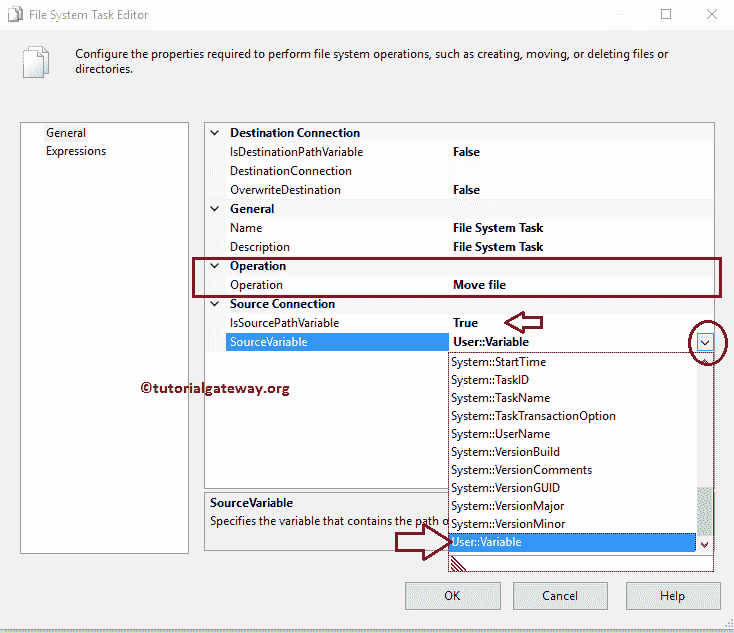 File System Task Editor
Configure the properties required to perform file system operations, such as creating, moving, or deleting files or
directories.
General
Expressions
Destination Connection
IsDestinationPathVariable False
DestinationConnection
OverwriteDestination False
General
Name File System Task
Description File System Task
Operation
Operation Move file
Source Connection
IsSourcePathVariable True
SourceVariable User::Variable
System::StartTime
System::TaskID
System::TaskName
System::TaskTransactionOption
System::UserName
System::VersionBuild
System::VersionComments
System::VersionGUID
System::VersionMajor
System::VersionMinor
User::Variable
©tutorialgateway.org
SourceVariable
Specifies the variable that contains the path
OK Cancel Help